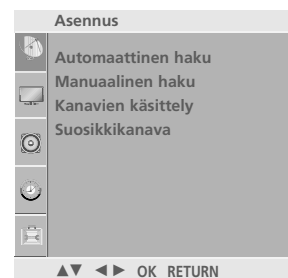 Asennus
Automaattinen haku
Manuaalinen haku
Kanavien käsittely
Suosikkikanava
▲▼ ◄► OK RETURN